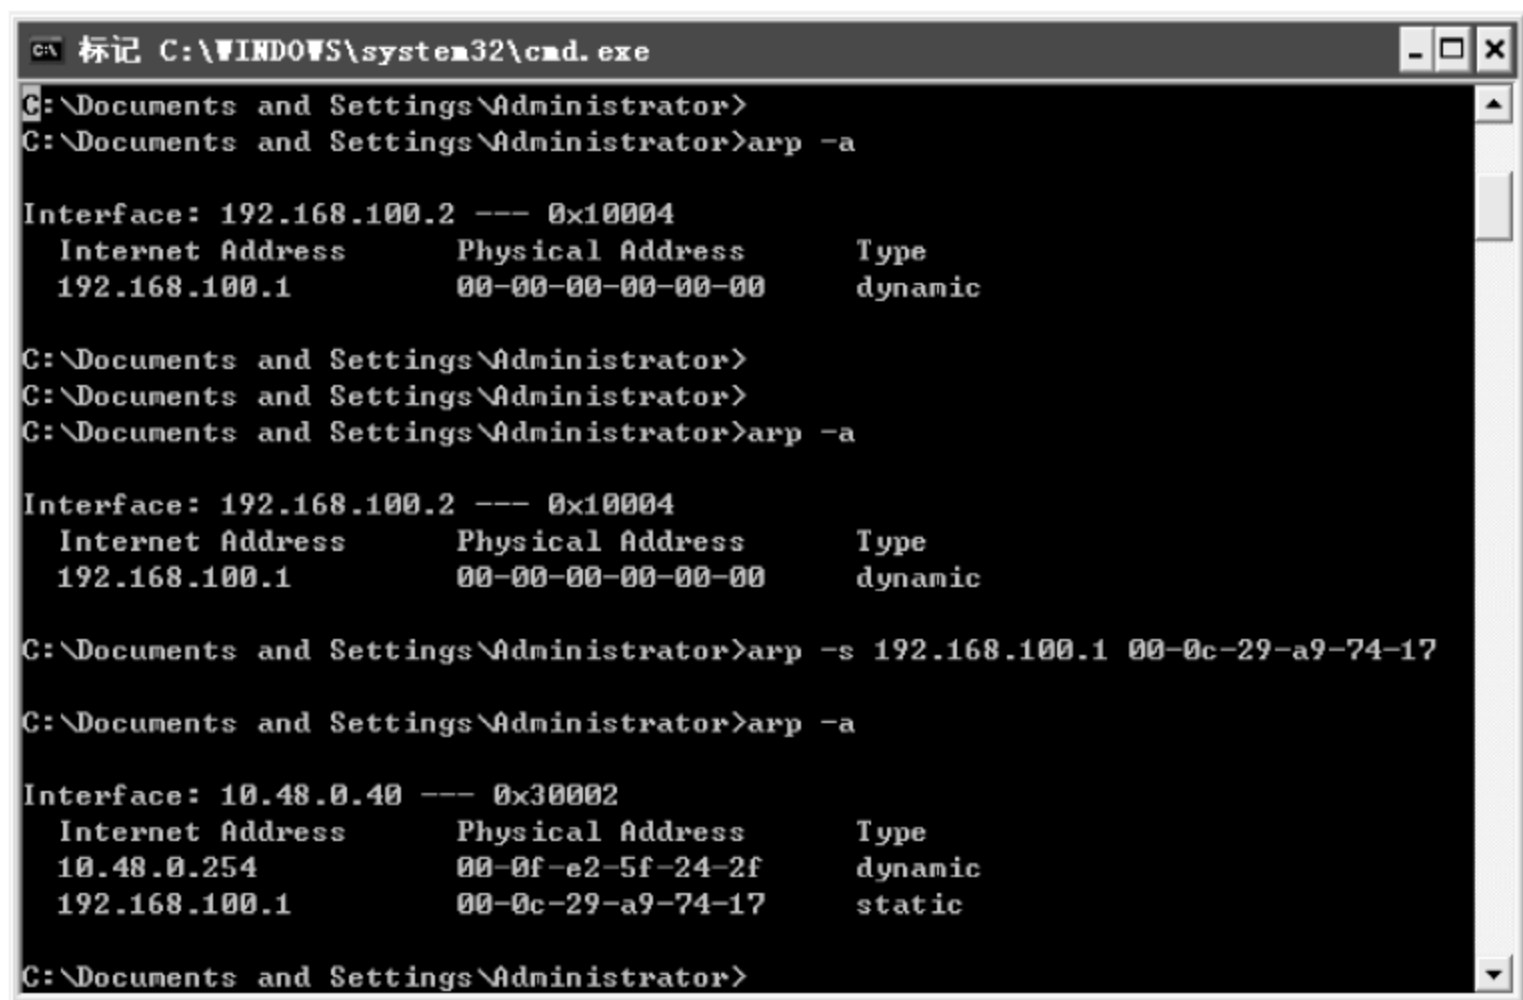 标记 C:\WINDOWS\system32\cmd.exe
C:\Documents and Settings\Administrator>
C:\Documents and Settings\Administrator>arp -a
Interface: 192.168.100.2 --- 0x10004
Internet Address Physical Address Type
192.168.100.1 00-00-00-00-00-00 dynamic
C:\Documents and Settings\Administrator>
C:\Documents and Settings\Administrator>
C:\Documents and Settings\Administrator>arp -a
Interface: 192.168.100.2 --- 0x10004
Internet Address Physical Address Type
192.168.100.1 00-00-00-00-00-00 dynamic
C:\Documents and Settings\Administrator>arp -s 192.168.100.1 00-0c-29-a9-74-17
C:\Documents and Settings\Administrator>arp -a
Interface: 10.48.0.40 --- 0x30002
Internet Address Physical Address Type
10.48.0.254 00-0f-e2-5f-24-2f dynamic
192.168.100.1 00-0c-29-a9-74-17 static
C:\Documents and Settings\Administrator>